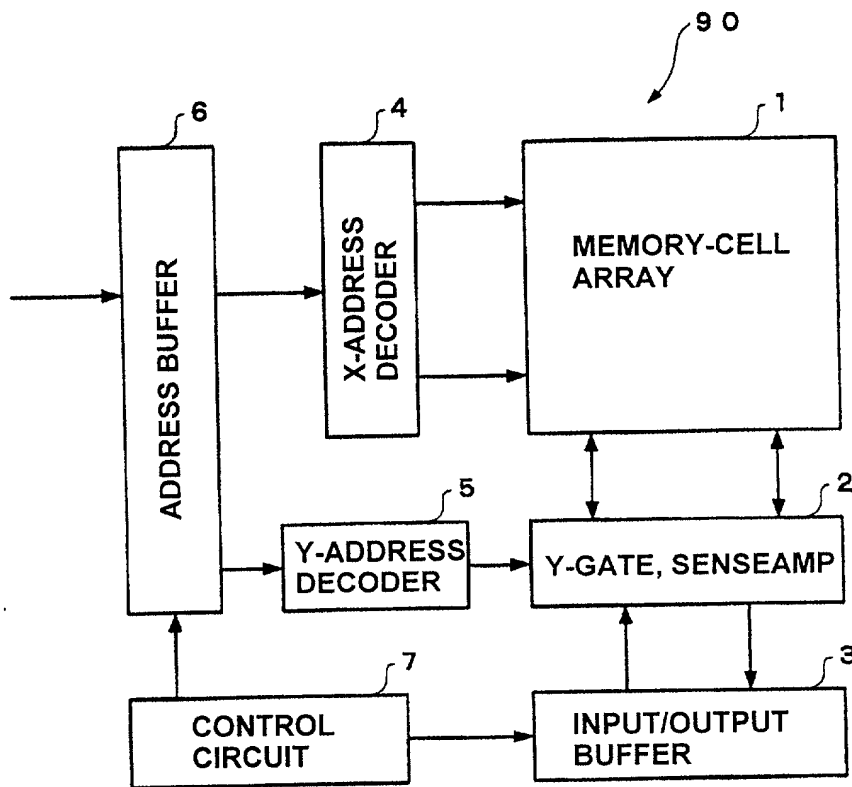 90
6
4
1
ADDRESS BUFFER
X-ADDRESS
DECODER
MEMORY-CELL
ARRAY
5
2
Y-ADDRESS
DECODER
Y-GATE, SENSEAMP
7
3
CONTROL
CIRCUIT
INPUT/OUTPUT
BUFFER